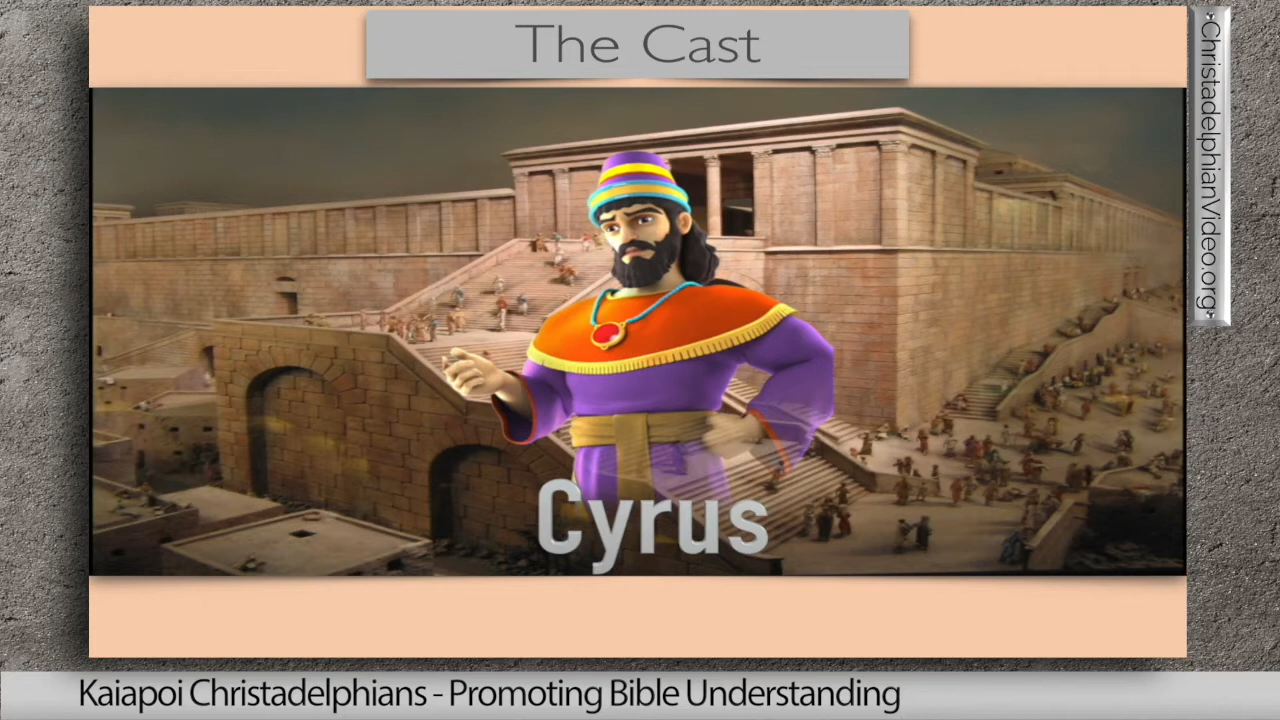 The Cast
•ChristadelphianVideo.org•
Cyrus
Kaiapoi Christadelphians - Promoting Bible Understanding